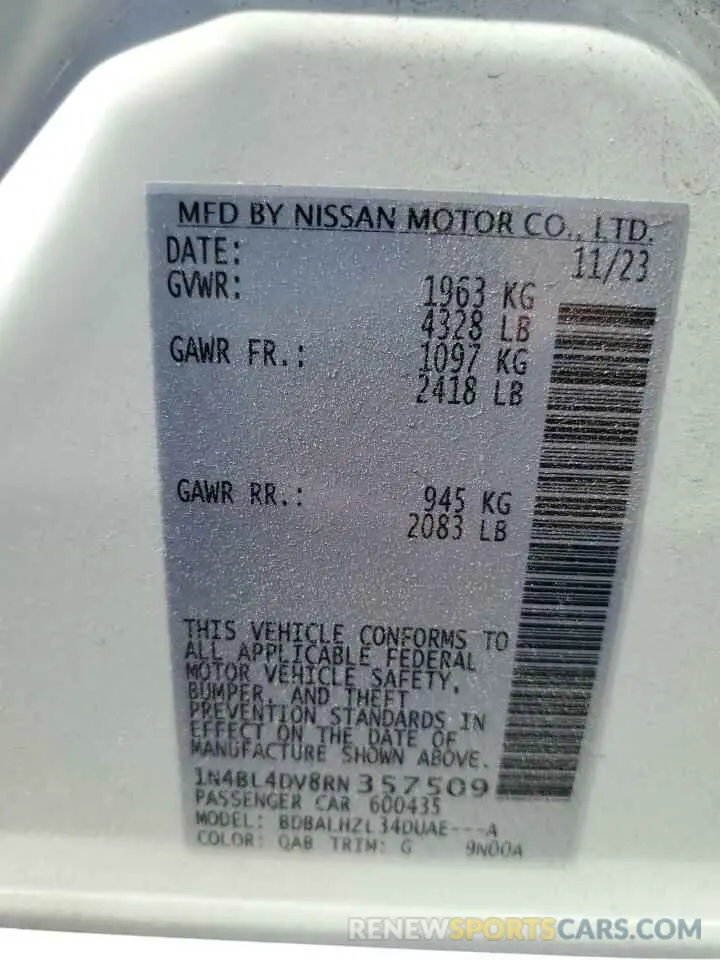 MFD BY NISSAN MOTOR CO., LTD.
DATE: 11/23
GVWR: 1963 KG
4328 LB
GAWR FR.: 1097 KG
2418 LB
GAWR RR.: 945 KG
2083 LB
THIS VEHICLE CONFORMS TO
ALL APPLICABLE FEDERAL
MOTOR VEHICLE SAFETY,
BUMPER, AND THEFT
PREVENTION STANDARDS IN
EFFECT ON THE DATE OF
MANUFACTURE SHOWN ABOVE.
1N4BL4DV8RN357509
PASSENGER CAR 600435
MODEL: BDBALHZL34DUAE---A
COLOR: QAB TRIM: G 9N00A
RENEWSPORTSCARS.COM